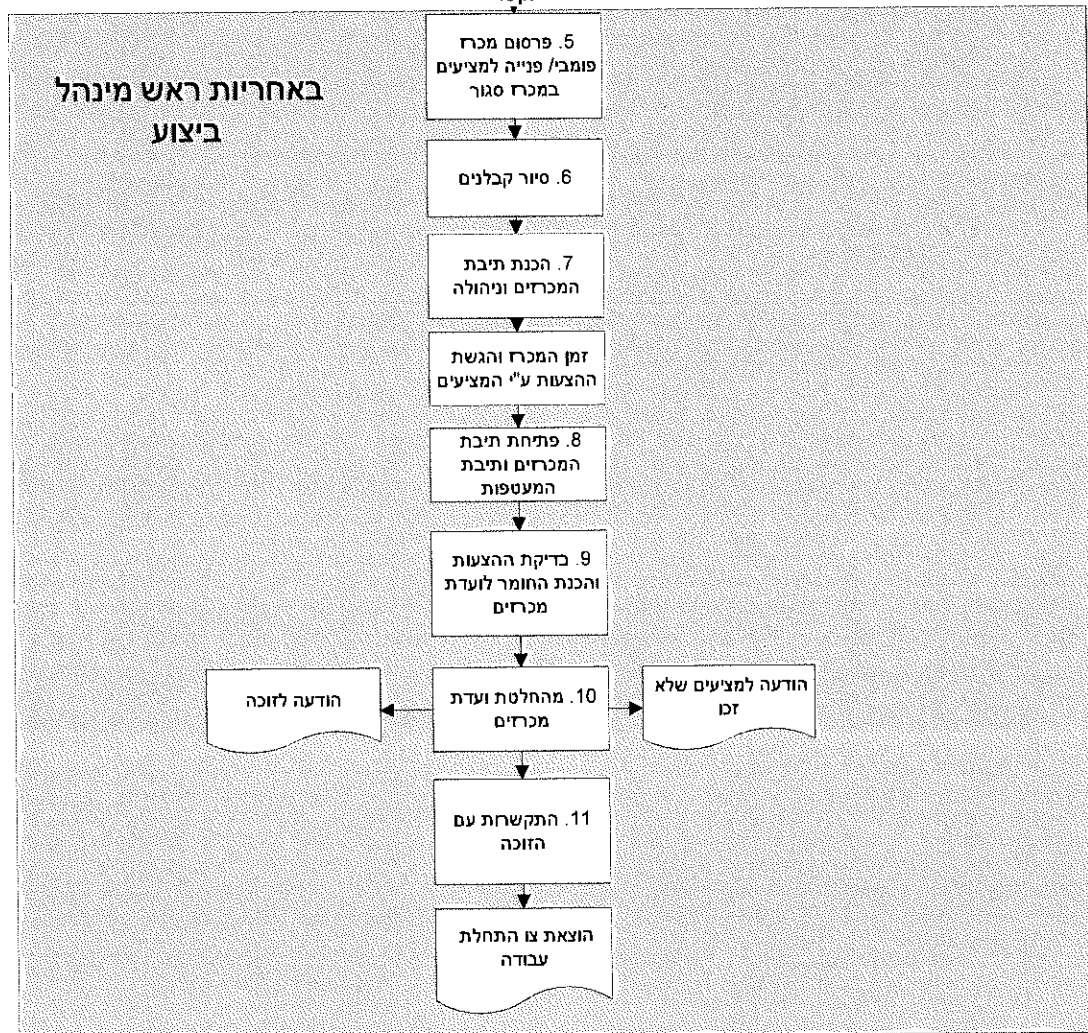 5. פרסום מכרז
פומבי/ פנייה למציעים
במכרז סגור
באחריות ראש מינהל
ביצוע
6. סיור קבלנים
7. הכנת תיבת
המכרזים וניהולה
זמן המכרז והגשת
ההצעות ע"י המציעים
8. פתיחת תיבת
המכרזים ותיבת
המעטפות
9. בדיקת ההצעות
והכנת החומר לועדת
מכרזים
הודעה למציעים שלא
זכו
10. מהחלטת ועדת
מכרזים
הודעה לזוכה
11. התקשרות עם
הזוכה
הוצאת צו התחלת
עבודה